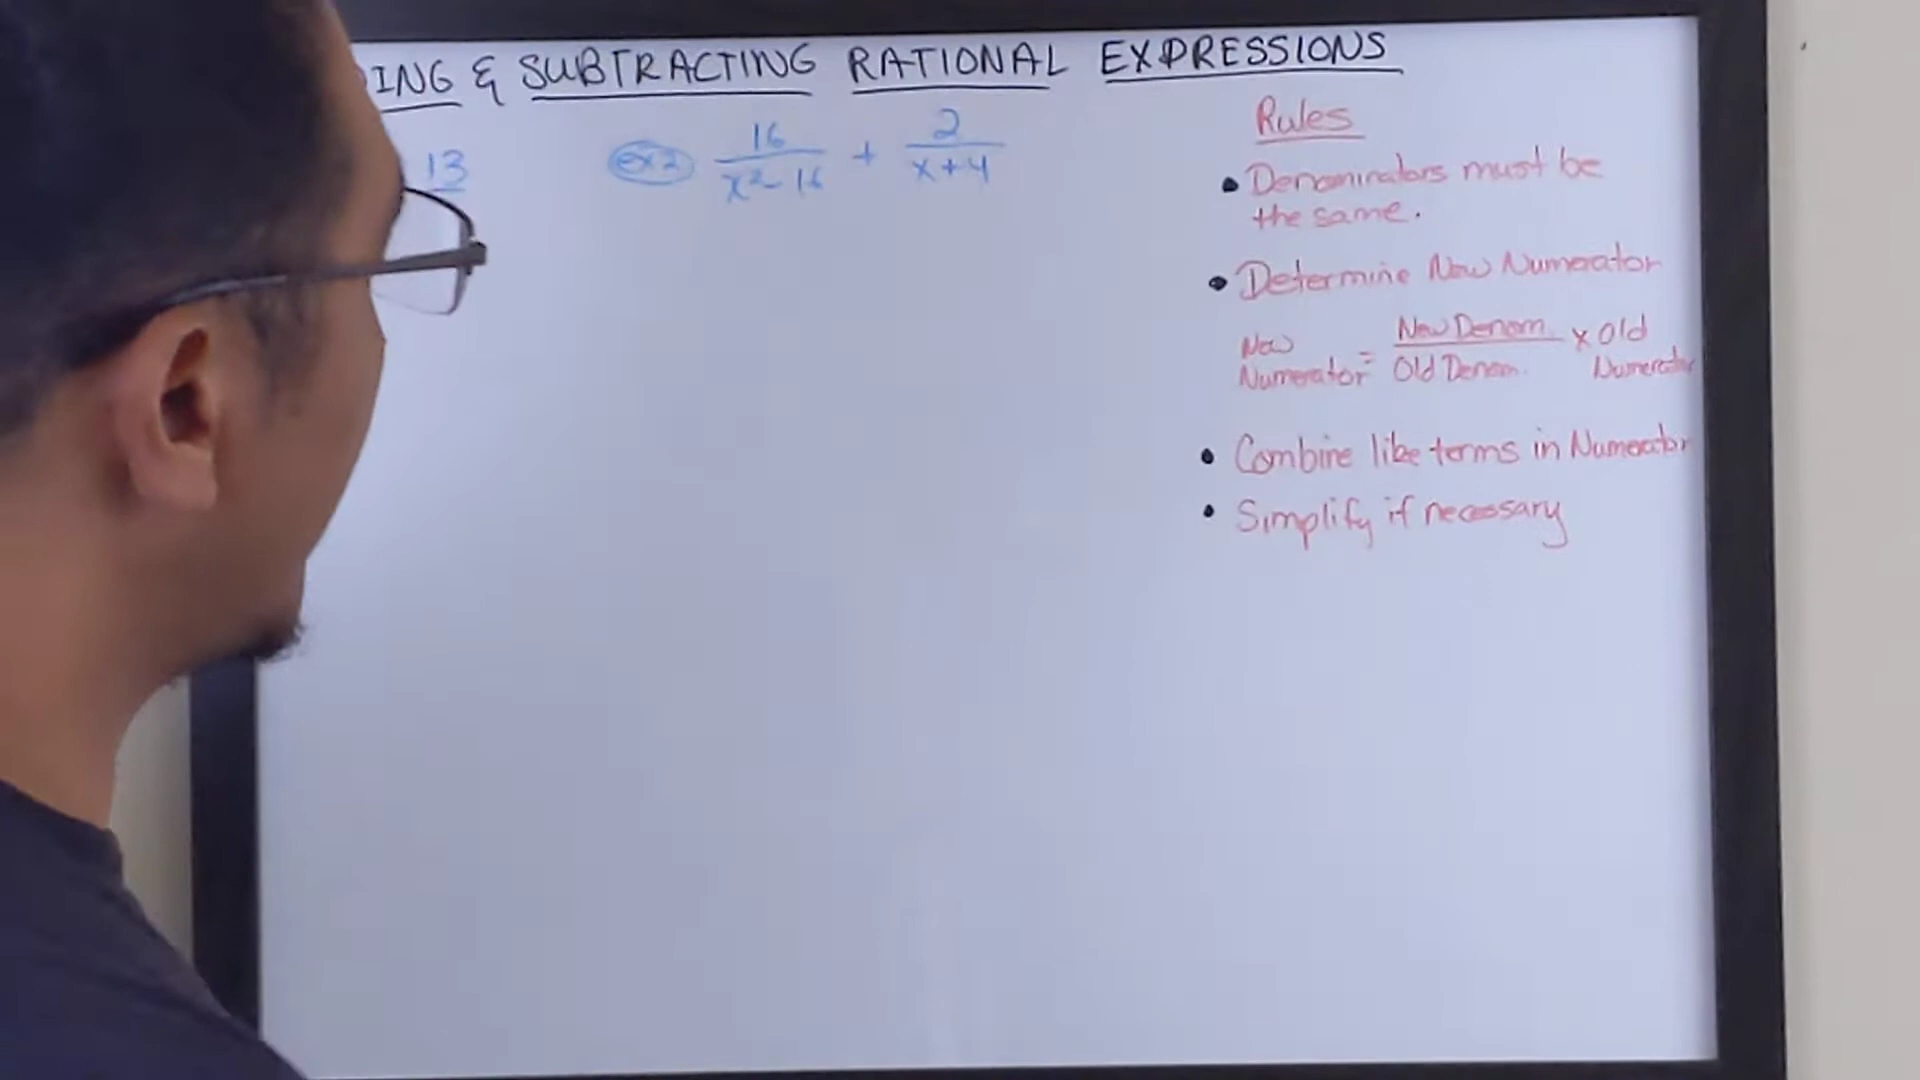 ING & SUBTRACTING RATIONAL EXPRESSIONS
13
ex2 16/x²-16 + 2/x+4
Rules
• Denominators must be
the same.
• Determine New Numerator
New Numerator = New Denom./Old Denom. x Old Numerator
• Combine like terms in Numerator
• Simplify if necessary